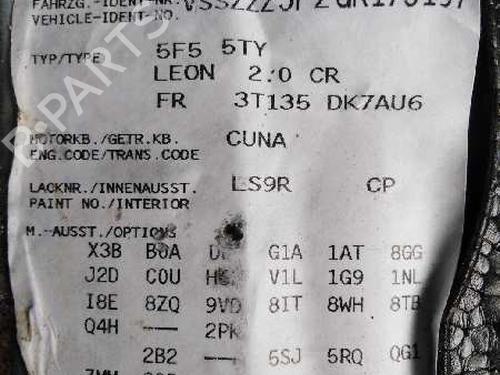 FAHRZG.-IDENT-NR.
VEHICLE-IDENT-NO.
TYP/TYPE 5F5 5TY
LEON 2.0 CR
FR 3T135 DK7AU6
MOTORKB./GETR.KB. CUNA
ENG.CODE/TRANS.CODE
LACKNR./INNENAUSST. LS9R CP
PAINT NO./INTERIOR
M.-AUSST./OPTIONS
X3B B0A G1A 1AT 8GG
J2D C0U V1L 1G9 1NL
I8E 8ZQ 9VD 8IT 8WH 8TB
Q4H --- 2PK
2B2 --- 5SJ 5RQ QG1
B-PARTS